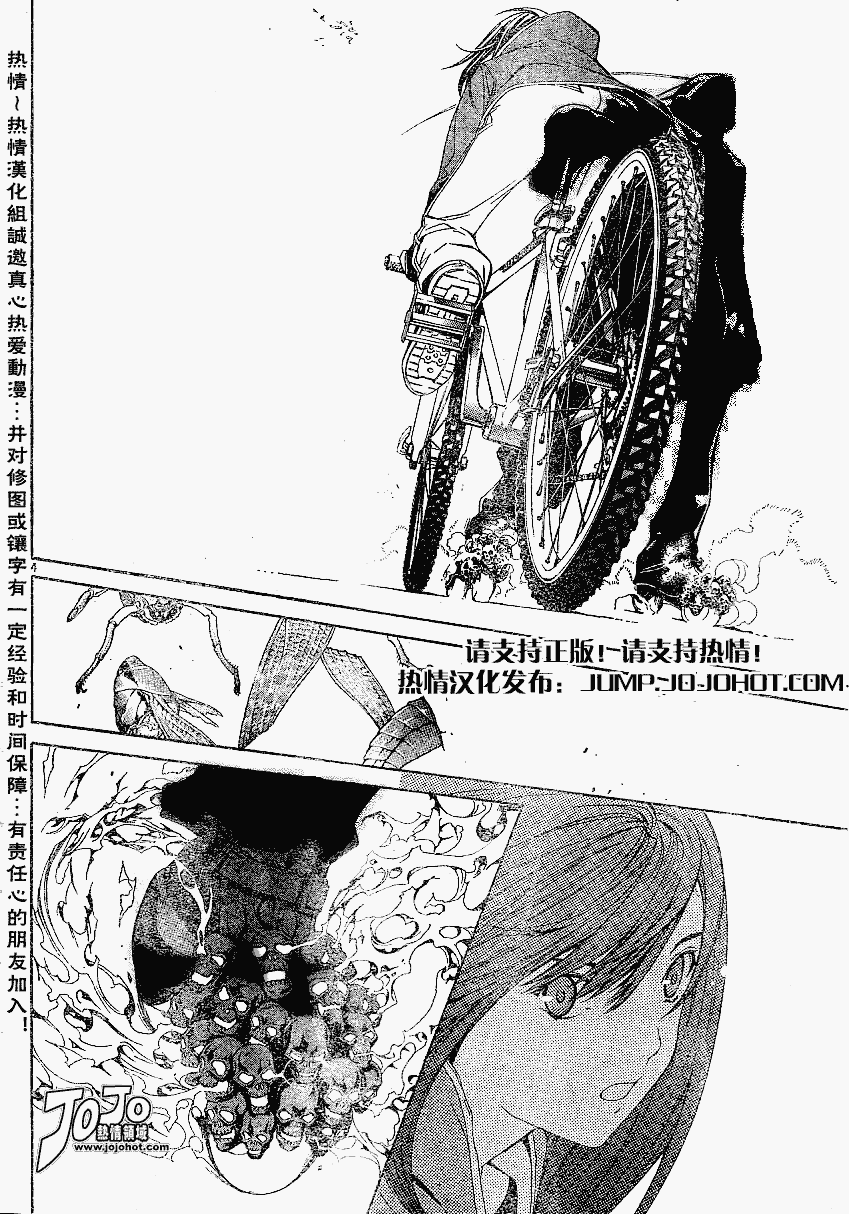 热情～热情漢化組誠邀真心热爱動漫…并对修图或镶字有一定经验和时间保障…有责任心的朋友加入！
4
请支持正版！请支持热情！
热情汉化发布：JUMP.JOJOHOT.COM
JOJO
热情領域
www.jojohot.com